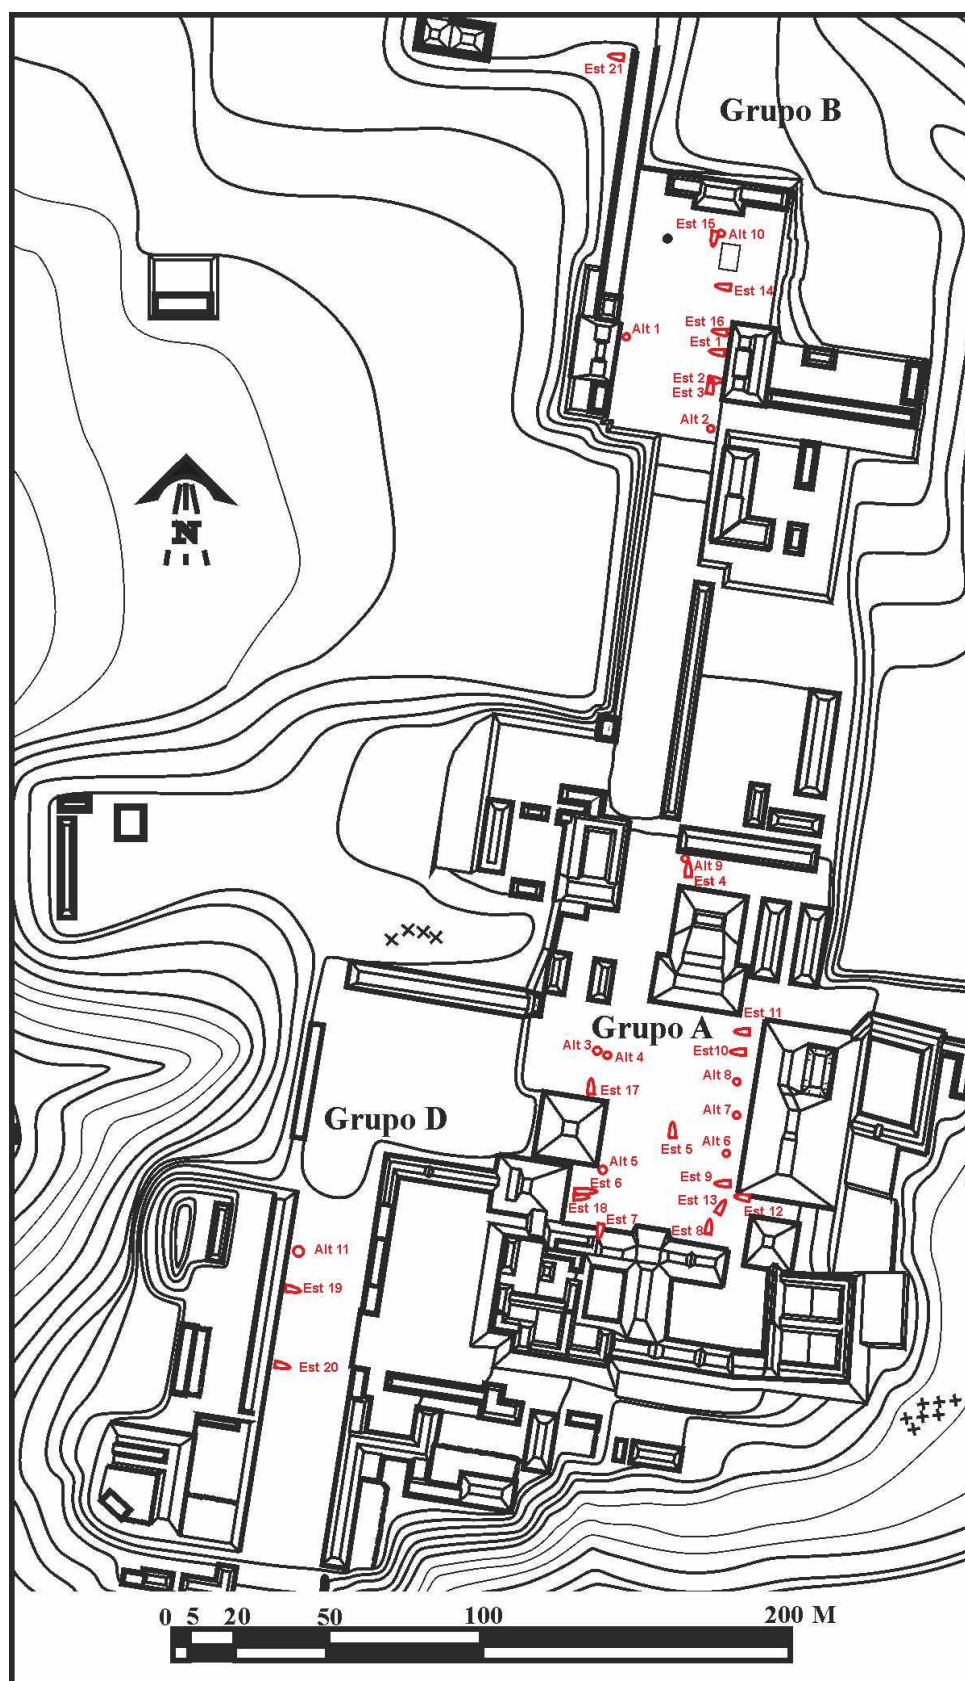 Est 21
Grupo B
Est 15
Alt 10
Est 14
Est 16
Alt 1
Est 1
Est 2
Est 3
Alt 2
N
Alt 9
Est 4
Est 11
Grupo A
Alt 3
Alt 4
Est10
Alt 8
Est 17
Alt 7
Grupo D
Est 5
Alt 6
Alt 5
Est 6
Est 9
Est 18
Est 13
Est 12
Est 7
Est 8
Alt 11
Est 19
Est 20
0 5 20 50 100 200 M